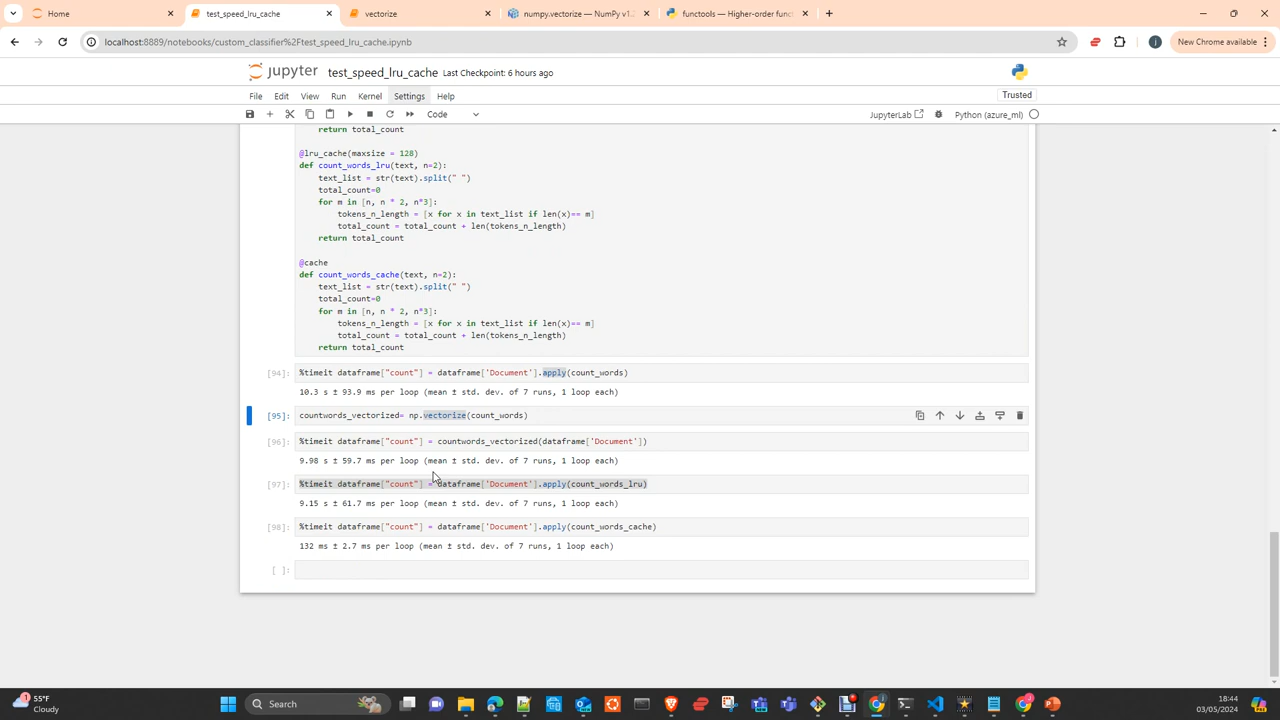 test_speed_lru_cache
vectorize
numpy.vectorize — NumPy v1.
functools — Higher-order funct
Home
localhost:8889/notebooks/custom_classifier%2Ftest_speed_lru_cache.ipynb
New Chrome available
jupyter test_speed_lru_cache Last Checkpoint: 6 hours ago
File Edit View Run Kernel Settings Help
Trusted
Code
JupyterLab
Python (azure_ml)
return total_count
@lru_cache(maxsize = 128)
def count_words_lru(text, n=2):
text_list = str(text).split(" ")
total_count=0
for m in [n, n * 2, n*3]:
tokens_n_length = [x for x in text_list if len(x)== m]
total_count = total_count + len(tokens_n_length)
return total_count
@cache
def count_words_cache(text, n=2):
text_list = str(text).split(" ")
total_count=0
for m in [n, n * 2, n*3]:
tokens_n_length = [x for x in text_list if len(x)== m]
total_count = total_count + len(tokens_n_length)
return total_count
[94]: %timeit dataframe["count"] = dataframe['Document'].apply(count_words)
10.3 s ± 93.9 ms per loop (mean ± std. dev. of 7 runs, 1 loop each)
[95]: countwords_vectorized= np.vectorize(count_words)
[96]: %timeit dataframe["count"] = countwords_vectorized(dataframe['Document'])
9.98 s ± 59.7 ms per loop (mean ± std. dev. of 7 runs, 1 loop each)
[97]: %timeit dataframe["count"] = dataframe['Document'].apply(count_words_lru)
9.15 s ± 61.7 ms per loop (mean ± std. dev. of 7 runs, 1 loop each)
[98]: %timeit dataframe["count"] = dataframe['Document'].apply(count_words_cache)
132 ms ± 2.7 ms per loop (mean ± std. dev. of 7 runs, 1 loop each)
[ ]:
55°F
Cloudy
Search
18:44
03/05/2024